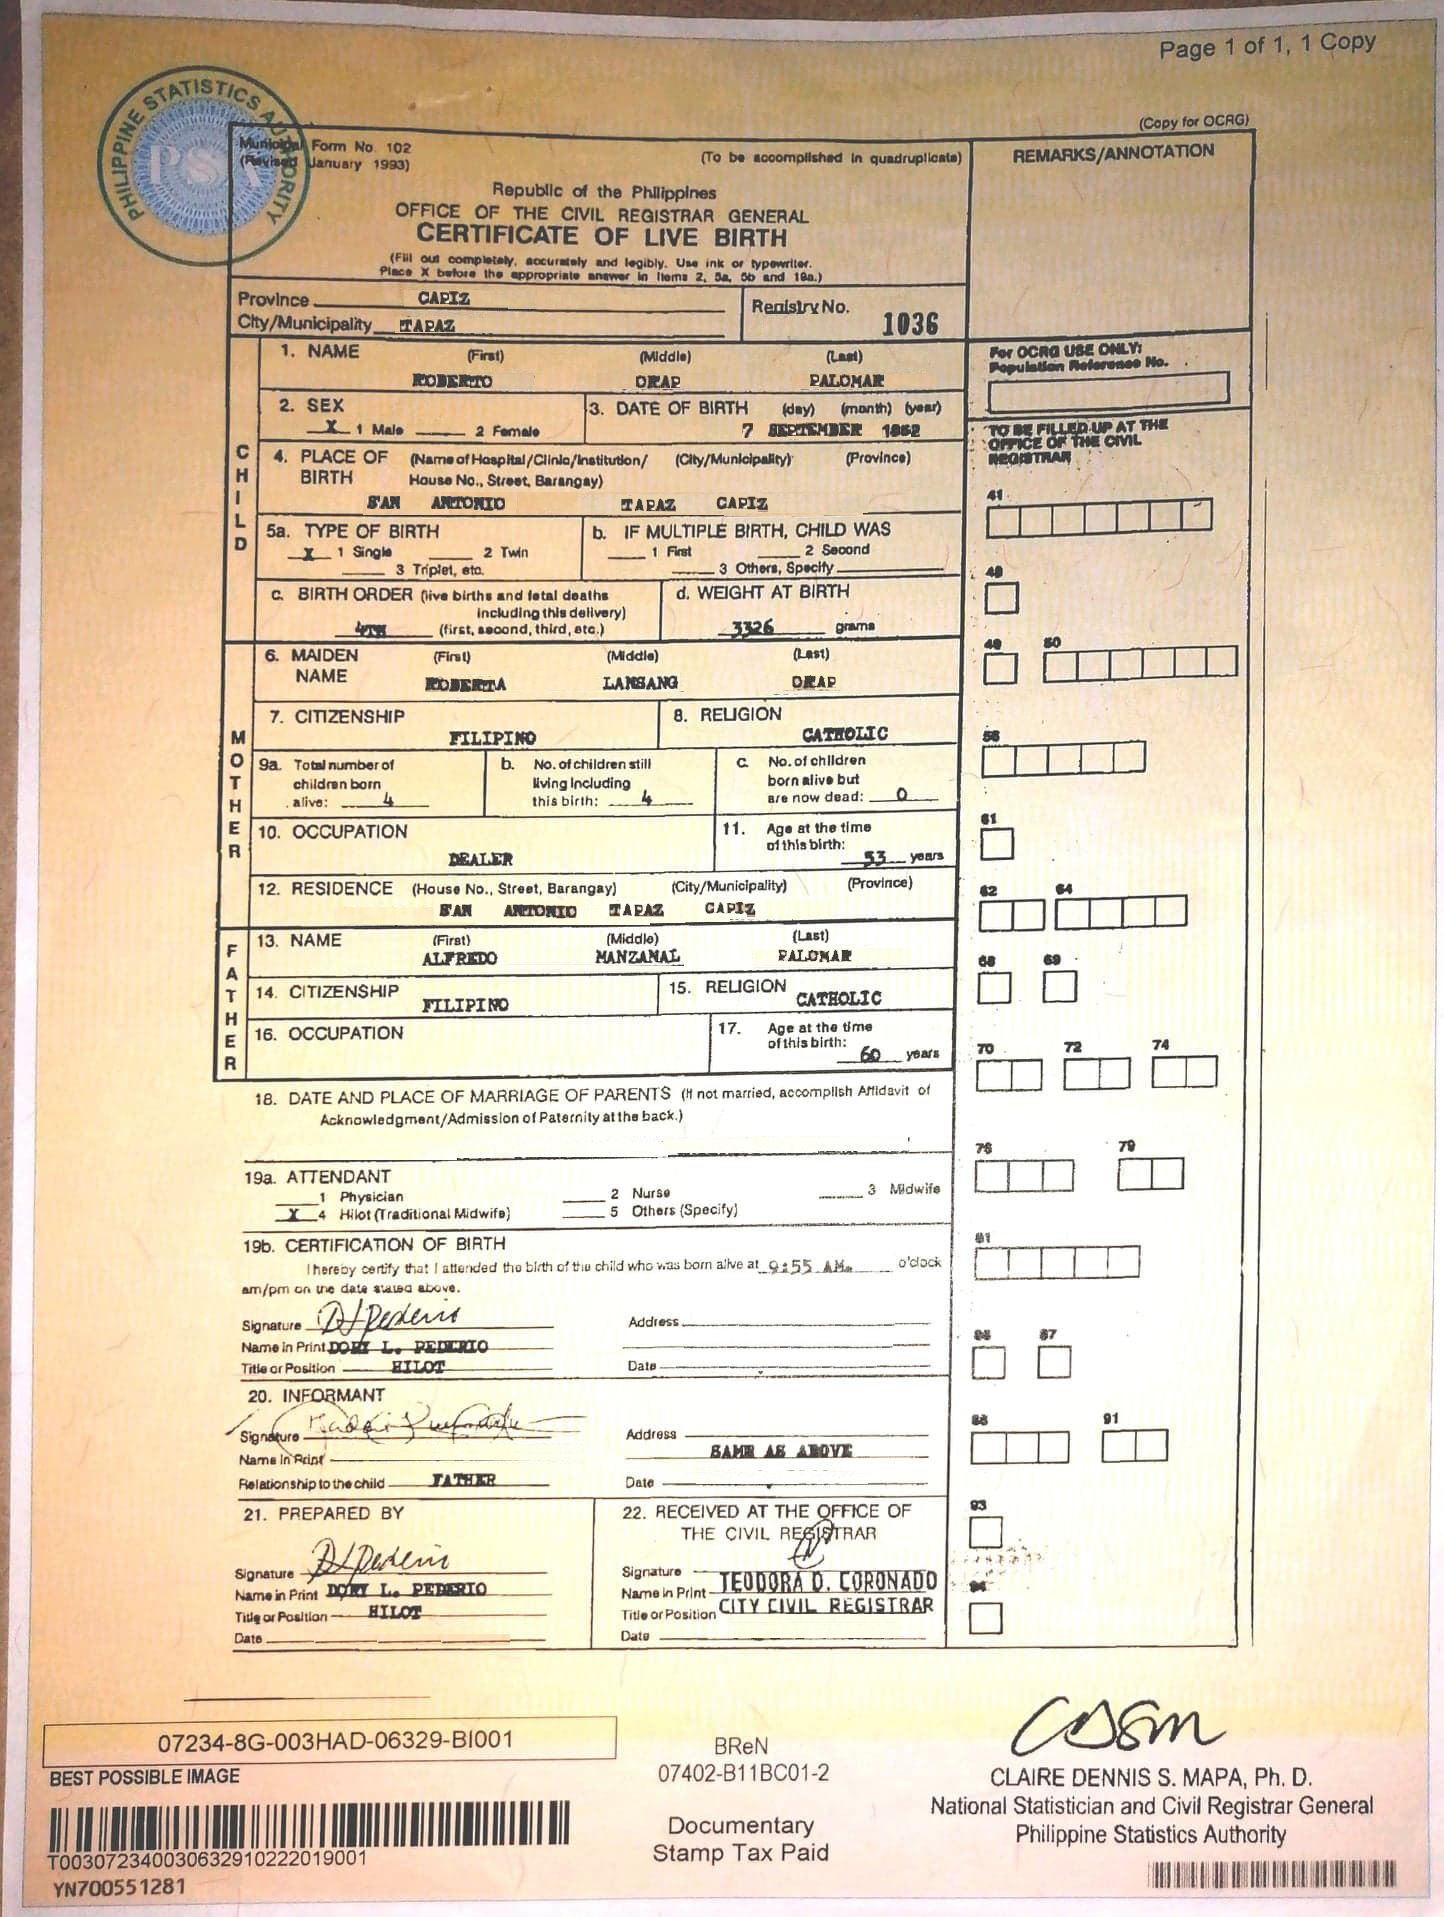 Page 1 of 1, 1 Copy
PHILIPPINE STATISTICS AUTHORITY
PSA
(Copy for OCRG)
Municipal Form No. 102
(Revised January 1993)
(To be accomplished in quadruplicate)
REMARKS/ANNOTATION
Republic of the Philippines
OFFICE OF THE CIVIL REGISTRAR GENERAL
CERTIFICATE OF LIVE BIRTH
(Fill out completely, accurately and legibly. Use ink or typewriter.
Place X before the appropriate answer in Items 2, 5a, 5b and 19a.)
Province CAPIZ
City/Municipality TAPAZ
Registry No. 1036
For OCRG USE ONLY:
Population Reference No.
CHILD
1. NAME (First) (Middle) (Last)
ROBERTO ORAP PALOMAR
2. SEX
X 1 Male 2 Female
3. DATE OF BIRTH (day) (month) (year)
7 SEPTEMBER 1952
TO BE FILLED UP AT THE
OFFICE OF THE CIVIL
REGISTRAR
4. PLACE OF BIRTH (Name of Hospital/Clinic/Institution/ (City/Municipality) (Province)
House No., Street, Barangay)
SAN ANTONIO TAPAZ CAPIZ
41
5a. TYPE OF BIRTH
X 1 Single 2 Twin
3 Triplet, etc.
b. IF MULTIPLE BIRTH, CHILD WAS
1 First 2 Second
3 Others, Specify
48
c. BIRTH ORDER (live births and fetal deaths
including this delivery)
4TH (first, second, third, etc.)
d. WEIGHT AT BIRTH
3326 grams
49 50
MOTHER
6. MAIDEN NAME (First) (Middle) (Last)
ROBERTA LANSANG ORAP
7. CITIZENSHIP
FILIPINO
8. RELIGION
CATHOLIC
56
9a. Total number of
children born
alive: 4
b. No. of children still
living including
this birth: 4
c. No. of children
born alive but
are now dead: 0
10. OCCUPATION
DEALER
11. Age at the time
of this birth:
53 years
61
12. RESIDENCE (House No., Street, Barangay) (City/Municipality) (Province)
SAN ANTONIO TAPAZ CAPIZ
62 64
FATHER
13. NAME (First) (Middle) (Last)
ALFREDO MANZANAL PALOMAR
14. CITIZENSHIP
FILIPINO
15. RELIGION
CATHOLIC
68 69
16. OCCUPATION
17. Age at the time
of this birth:
60 years
70 72 74
18. DATE AND PLACE OF MARRIAGE OF PARENTS (If not married, accomplish Affidavit of
Acknowledgment/Admission of Paternity at the back.)
76 79
19a. ATTENDANT
1 Physician 2 Nurse 3 Midwife
X 4 Hilot (Traditional Midwife) 5 Others (Specify)
19b. CERTIFICATION OF BIRTH
I hereby certify that I attended the birth of the child who was born alive at 9:55 AM. o'clock
am/pm on the date stated above.
81
Signature
Address
Name in Print DORY L. PEDERIO
Title or Position HILOT
Date
86 87
20. INFORMANT
Signature
Address
SAME AS ABOVE
Name in Print
Relationship to the child FATHER
Date
88 91
21. PREPARED BY
Signature
Name in Print DORY L. PEDERIO
Title or Position HILOT
Date
22. RECEIVED AT THE OFFICE OF
THE CIVIL REGISTRAR
Signature
Name in Print TEODORA D. CORONADO
Title or Position CITY CIVIL REGISTRAR
Date
93
94
07234-8G-003HAD-06329-BI001
BEST POSSIBLE IMAGE
T00307234003063291022019001
YN700551281
BReN
07402-B11BC01-2
Documentary
Stamp Tax Paid
CLAIRE DENNIS S. MAPA, Ph. D.
National Statistician and Civil Registrar General
Philippine Statistics Authority